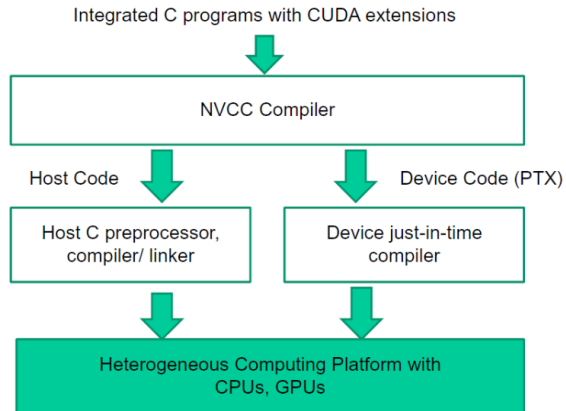 Integrated C programs with CUDA extensions
NVCC Compiler
Host Code
Device Code (PTX)
Host C preprocessor,
compiler/ linker
Device just-in-time
compiler
Heterogeneous Computing Platform with
CPUs, GPUs